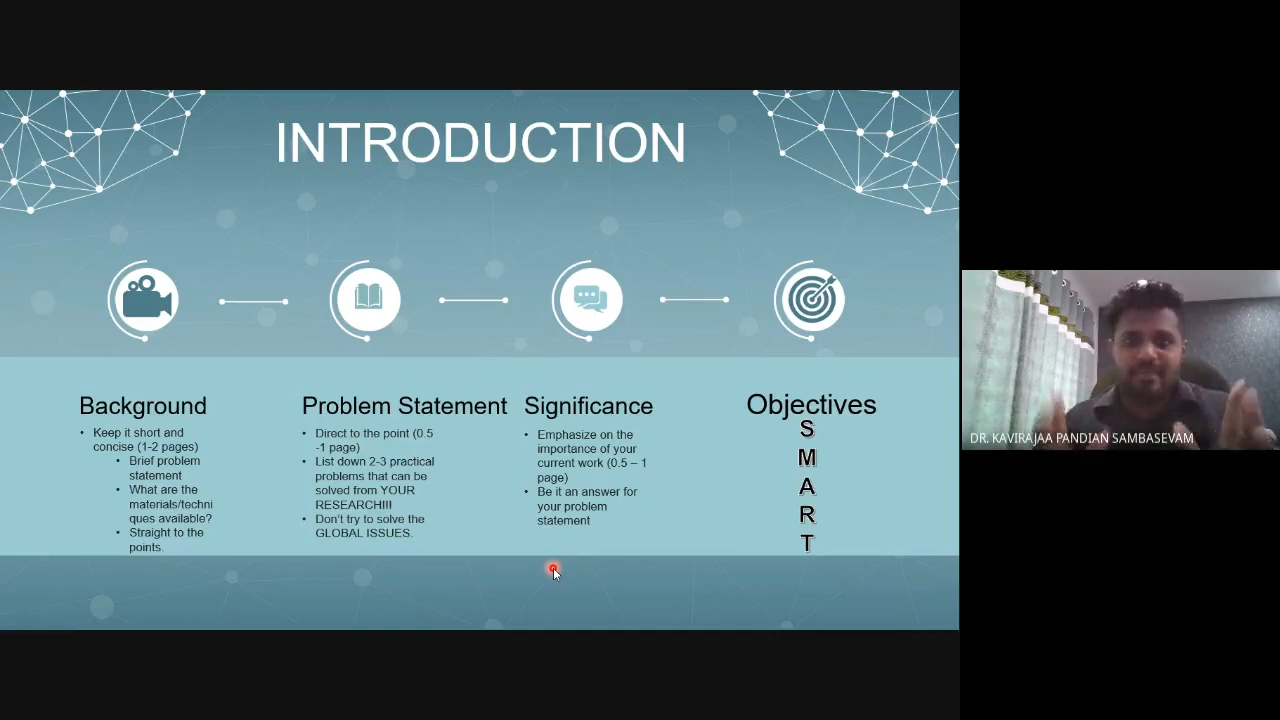 INTRODUCTION
Background
• Keep it short and
concise (1-2 pages)
• Brief problem
statement
• What are the
materials/techni
ques available?
• Straight to the
points.
Problem Statement
• Direct to the point (0.5
-1 page)
• List down 2-3 practical
problems that can be
solved from YOUR
RESEARCH!!!
• Don't try to solve the
GLOBAL ISSUES.
Significance
• Emphasize on the
importance of your
current work (0.5 – 1
page)
• Be it an answer for
your problem
statement
Objectives
S
M
A
R
T
DR. KAVIRAJAA PANDIAN SAMBASEVAM